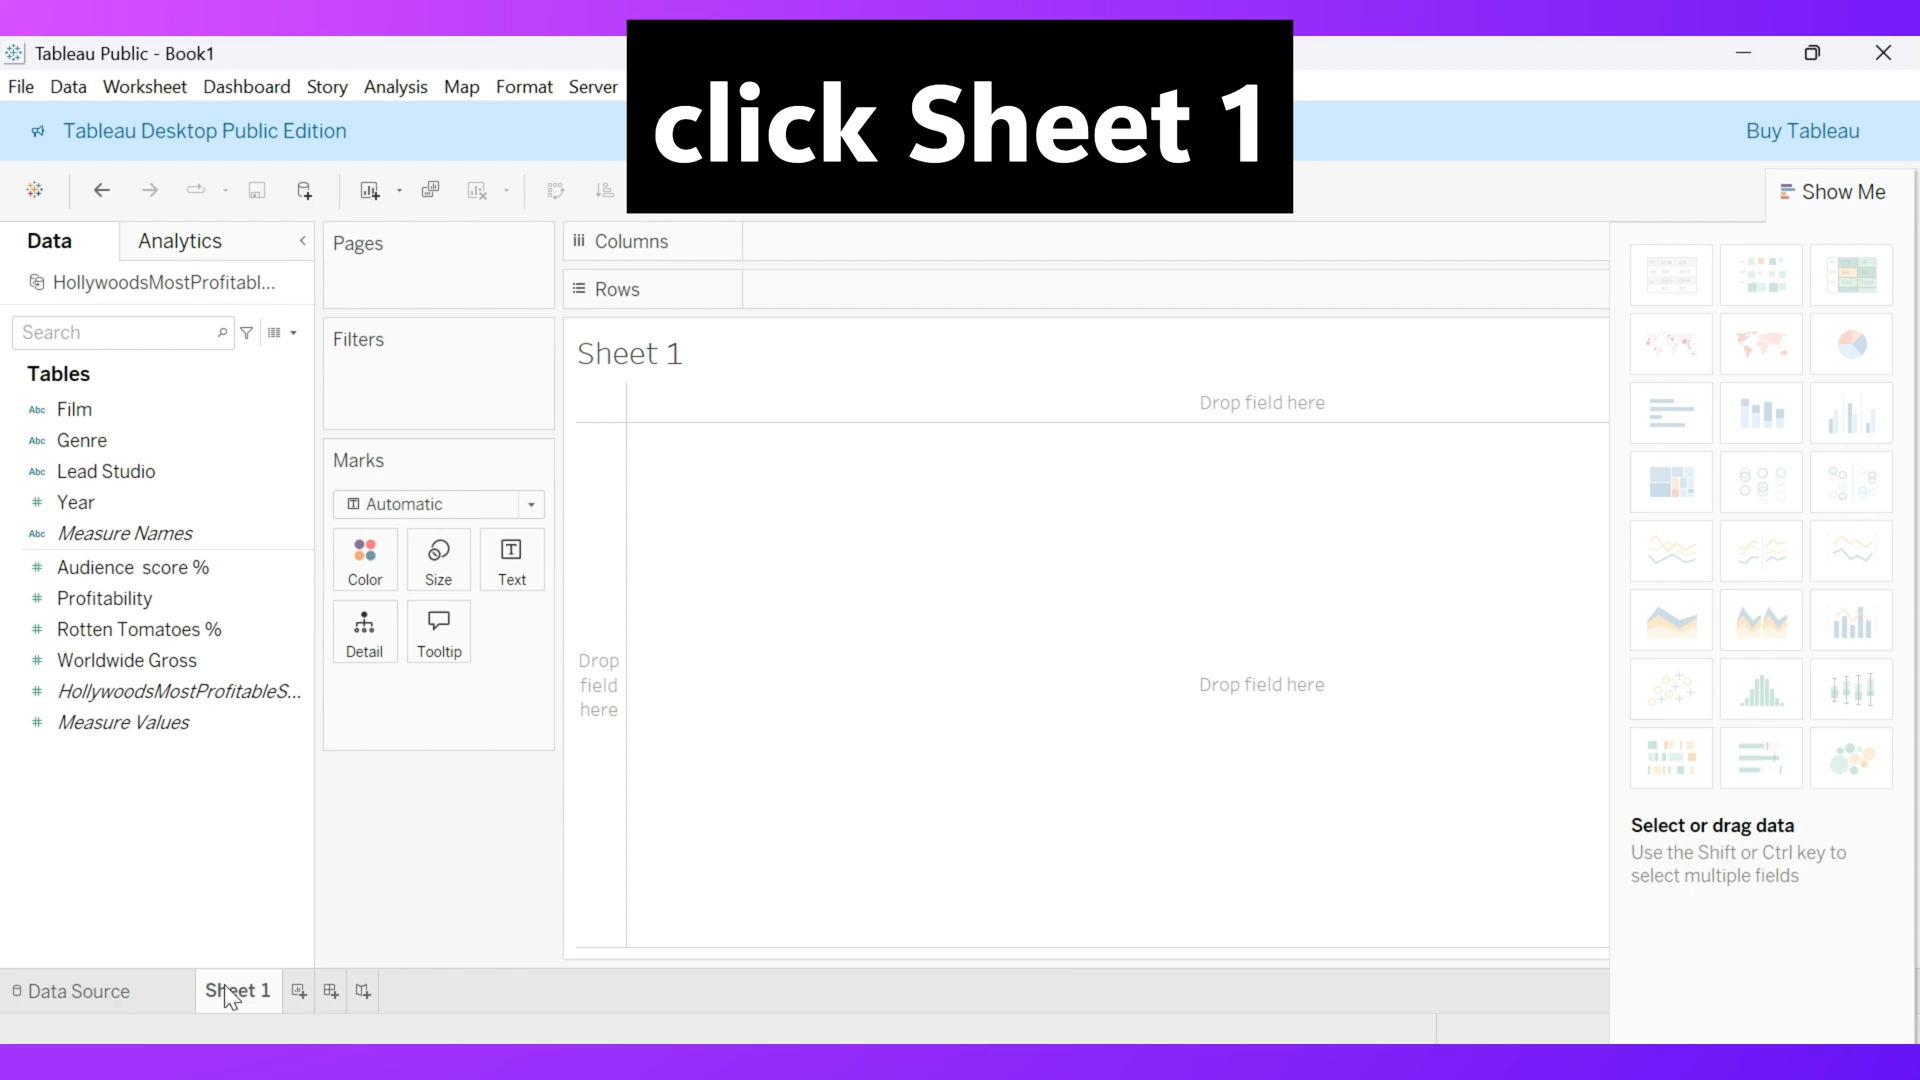 click Sheet 1
Tableau Public - Book1
File Data Worksheet Dashboard Story Analysis Map Format Server
Tableau Desktop Public Edition
Buy Tableau
Show Me
Data
Analytics
HollywoodsMostProfitabl...
Search
Tables
Abc Film
Abc Genre
Abc Lead Studio
# Year
Abc Measure Names
# Audience score %
# Profitability
# Rotten Tomatoes %
# Worldwide Gross
# HollywoodsMostProfitableS...
# Measure Values
Pages
Filters
Marks
Automatic
Color
Size
Text
Detail
Tooltip
Columns
Rows
Sheet 1
Drop field here
Drop
field
here
Drop field here
Select or drag data
Use the Shift or Ctrl key to
select multiple fields
Data Source
Sheet 1